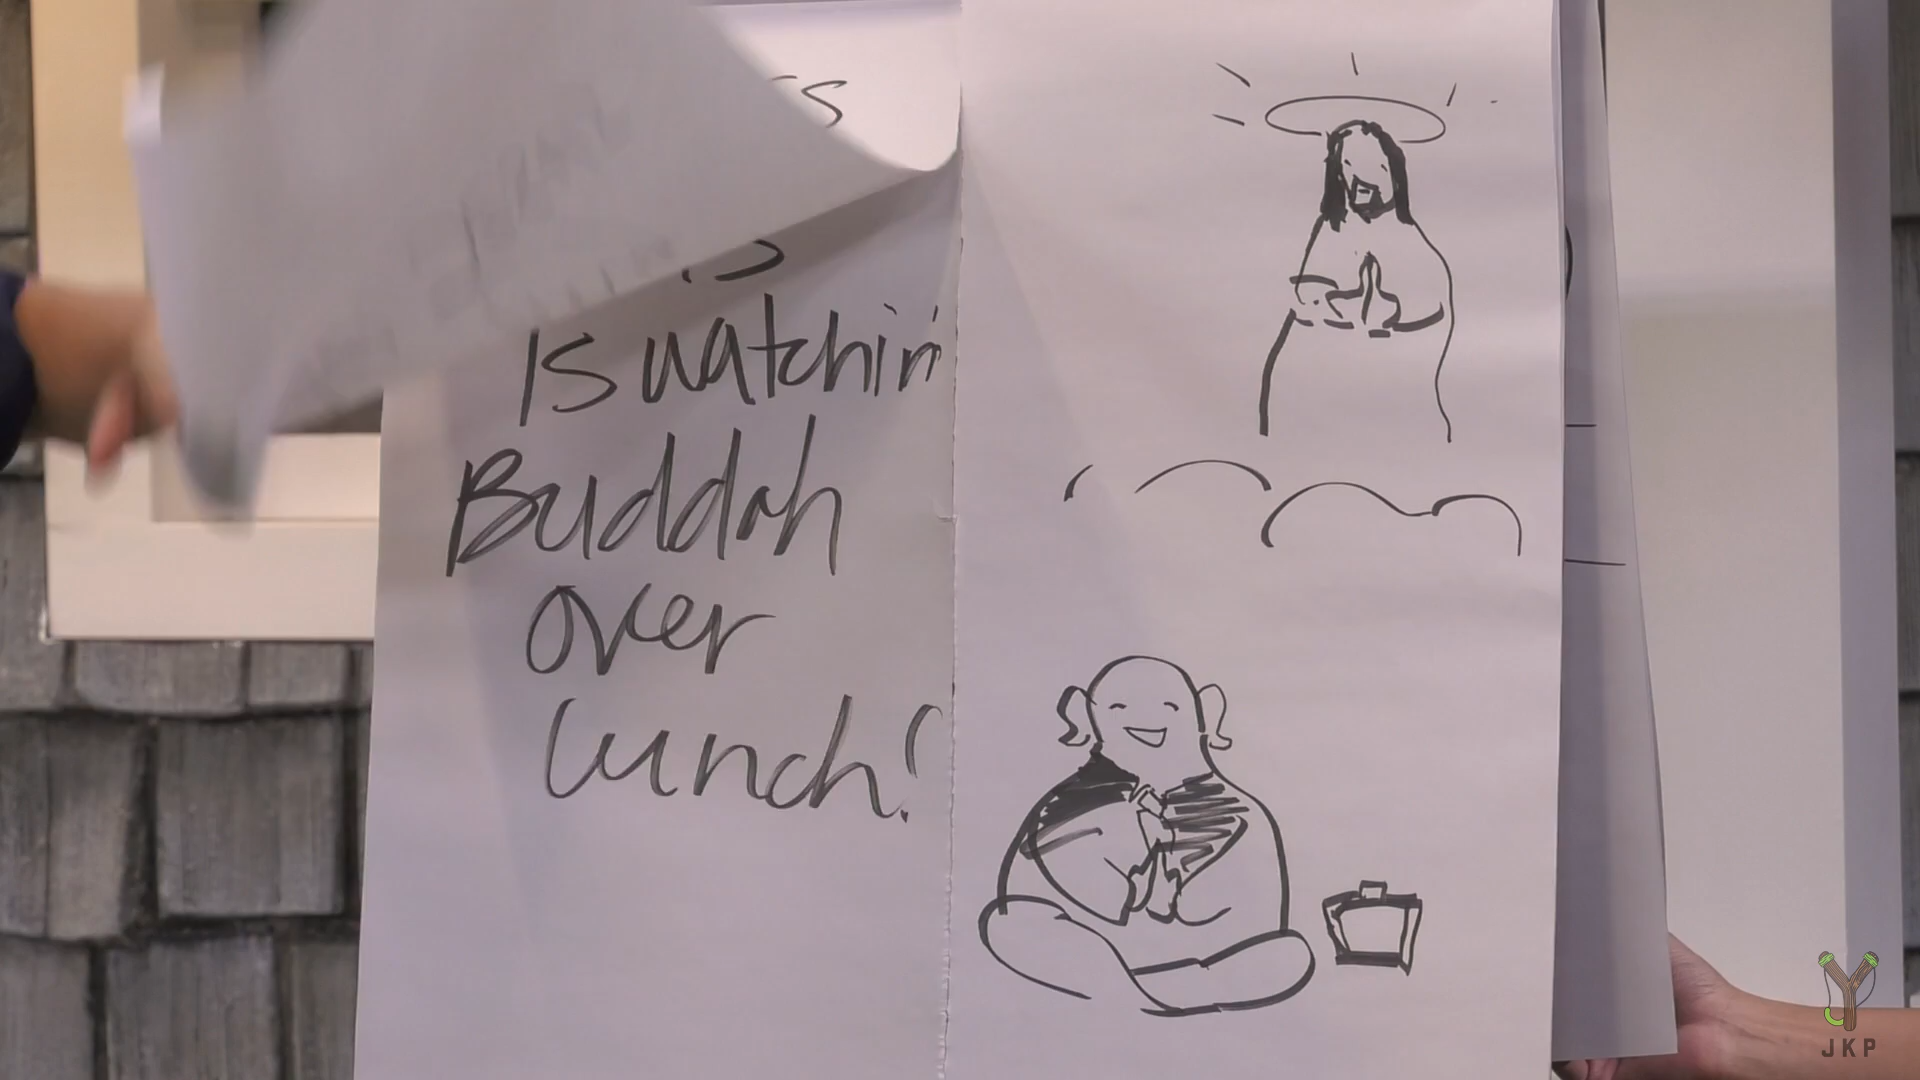 is watchin'
Buddah
over
lunch?
JKP